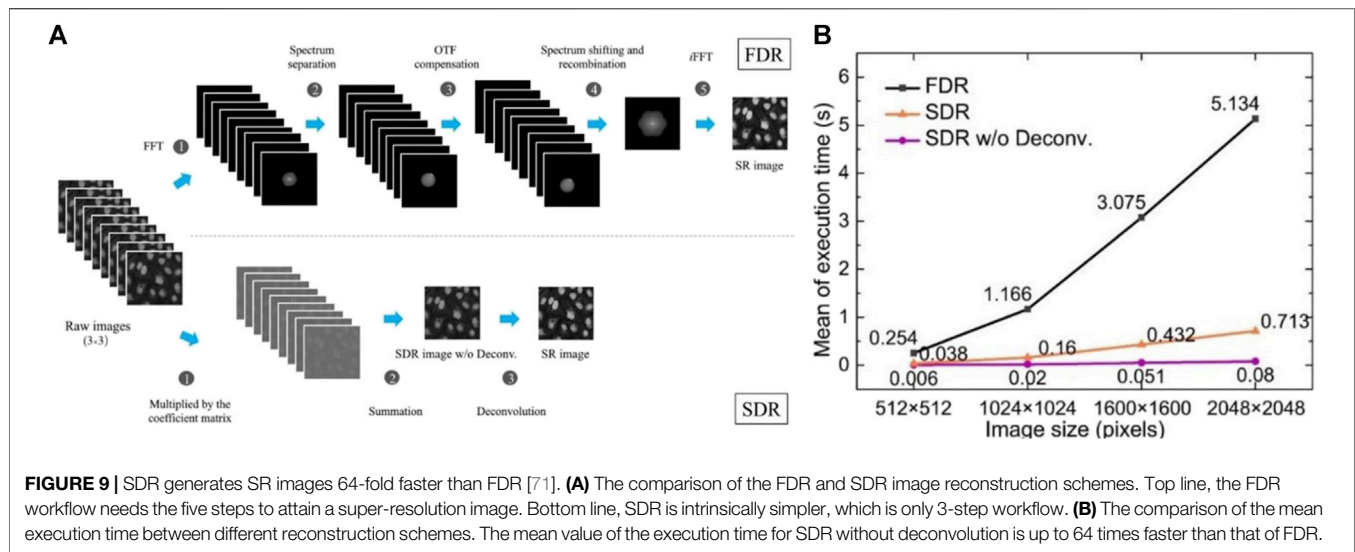 A
Spectrum
separation
OTF
compensation
Spectrum shifting and
recombination
iFFT
FDR
2
3
4
5
FFT
1
SR image
Raw images
(3×3)
SDR image w/o Deconv.
SR image
1
2
3
Multiplied by the
coefficient matrix
Summation
Deconvolution
SDR
B
Mean of execution time (s)
6
5
4
3
2
1
0
FDR
SDR
SDR w/o Deconv.
5.134
3.075
1.166
0.254
0.038
0.16
0.432
0.713
0.006
0.02
0.051
0.08
512×512
1024×1024
1600×1600
2048×2048
Image size (pixels)
FIGURE 9 | SDR generates SR images 64-fold faster than FDR [71]. (A) The comparison of the FDR and SDR image reconstruction schemes. Top line, the FDR
workflow needs the five steps to attain a super-resolution image. Bottom line, SDR is intrinsically simpler, which is only 3-step workflow. (B) The comparison of the mean
execution time between different reconstruction schemes. The mean value of the execution time for SDR without deconvolution is up to 64 times faster than that of FDR.